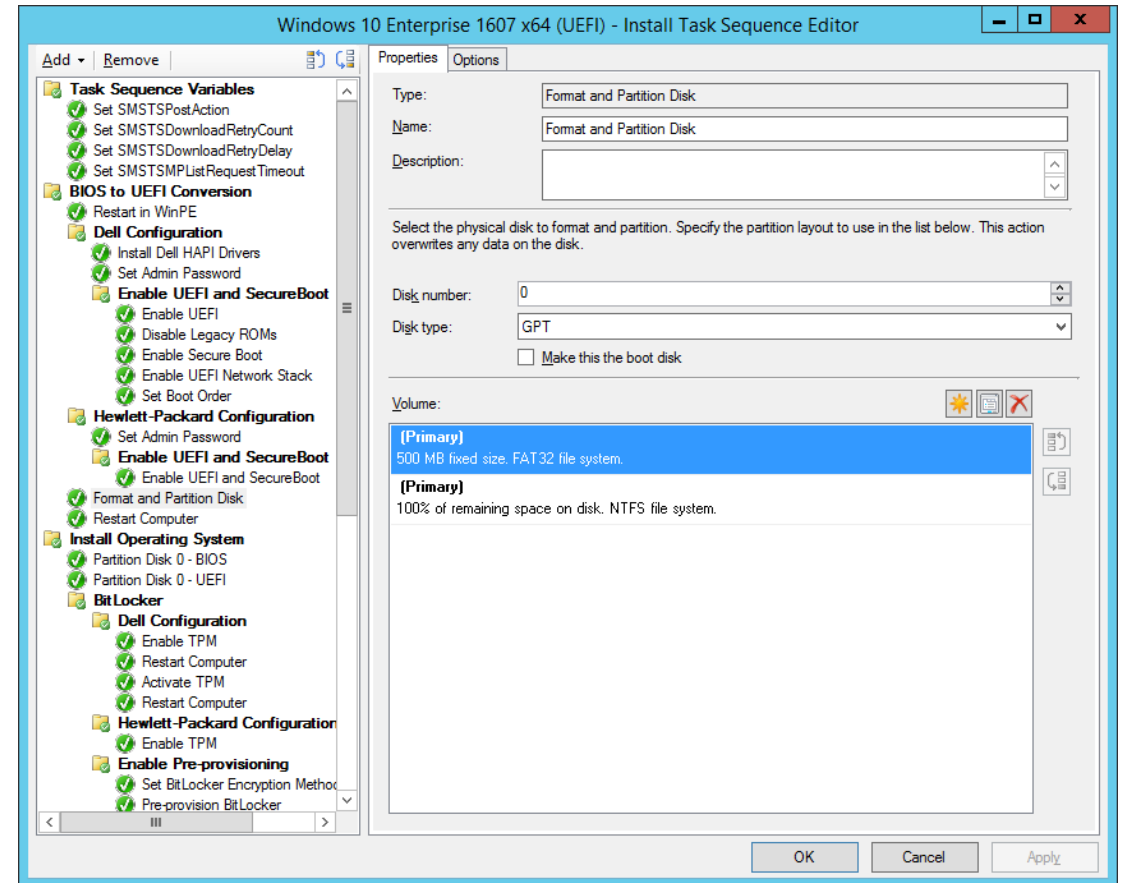 Windows 10 Enterprise 1607 x64 (UEFI) - Install Task Sequence Editor
Add
Remove
Task Sequence Variables
Set SMSTSPostAction
Set SMSTSDownloadRetryCount
Set SMSTSDownloadRetryDelay
Set SMSTSMPListRequestTimeout
BIOS to UEFI Conversion
Restart in WinPE
Dell Configuration
Install Dell HAPI Drivers
Set Admin Password
Enable UEFI and SecureBoot
Enable UEFI
Disable Legacy ROMs
Enable Secure Boot
Enable UEFI Network Stack
Set Boot Order
Hewlett-Packard Configuration
Set Admin Password
Enable UEFI and SecureBoot
Enable UEFI and SecureBoot
Format and Partition Disk
Restart Computer
Install Operating System
Partition Disk 0 - BIOS
Partition Disk 0 - UEFI
BitLocker
Dell Configuration
Enable TPM
Restart Computer
Activate TPM
Restart Computer
Hewlett-Packard Configuration
Enable TPM
Enable Pre-provisioning
Set BitLocker Encryption Metho
Pre-provision BitLocker
Properties
Options
Type:
Format and Partition Disk
Name:
Format and Partition Disk
Description:
Select the physical disk to format and partition. Specify the partition layout to use in the list below. This action
overwrites any data on the disk.
Disk number:
0
Disk type:
GPT
Make this the boot disk
Volume:
(Primary)
500 MB fixed size. FAT32 file system.
(Primary)
100% of remaining space on disk. NTFS file system.
OK
Cancel
Apply